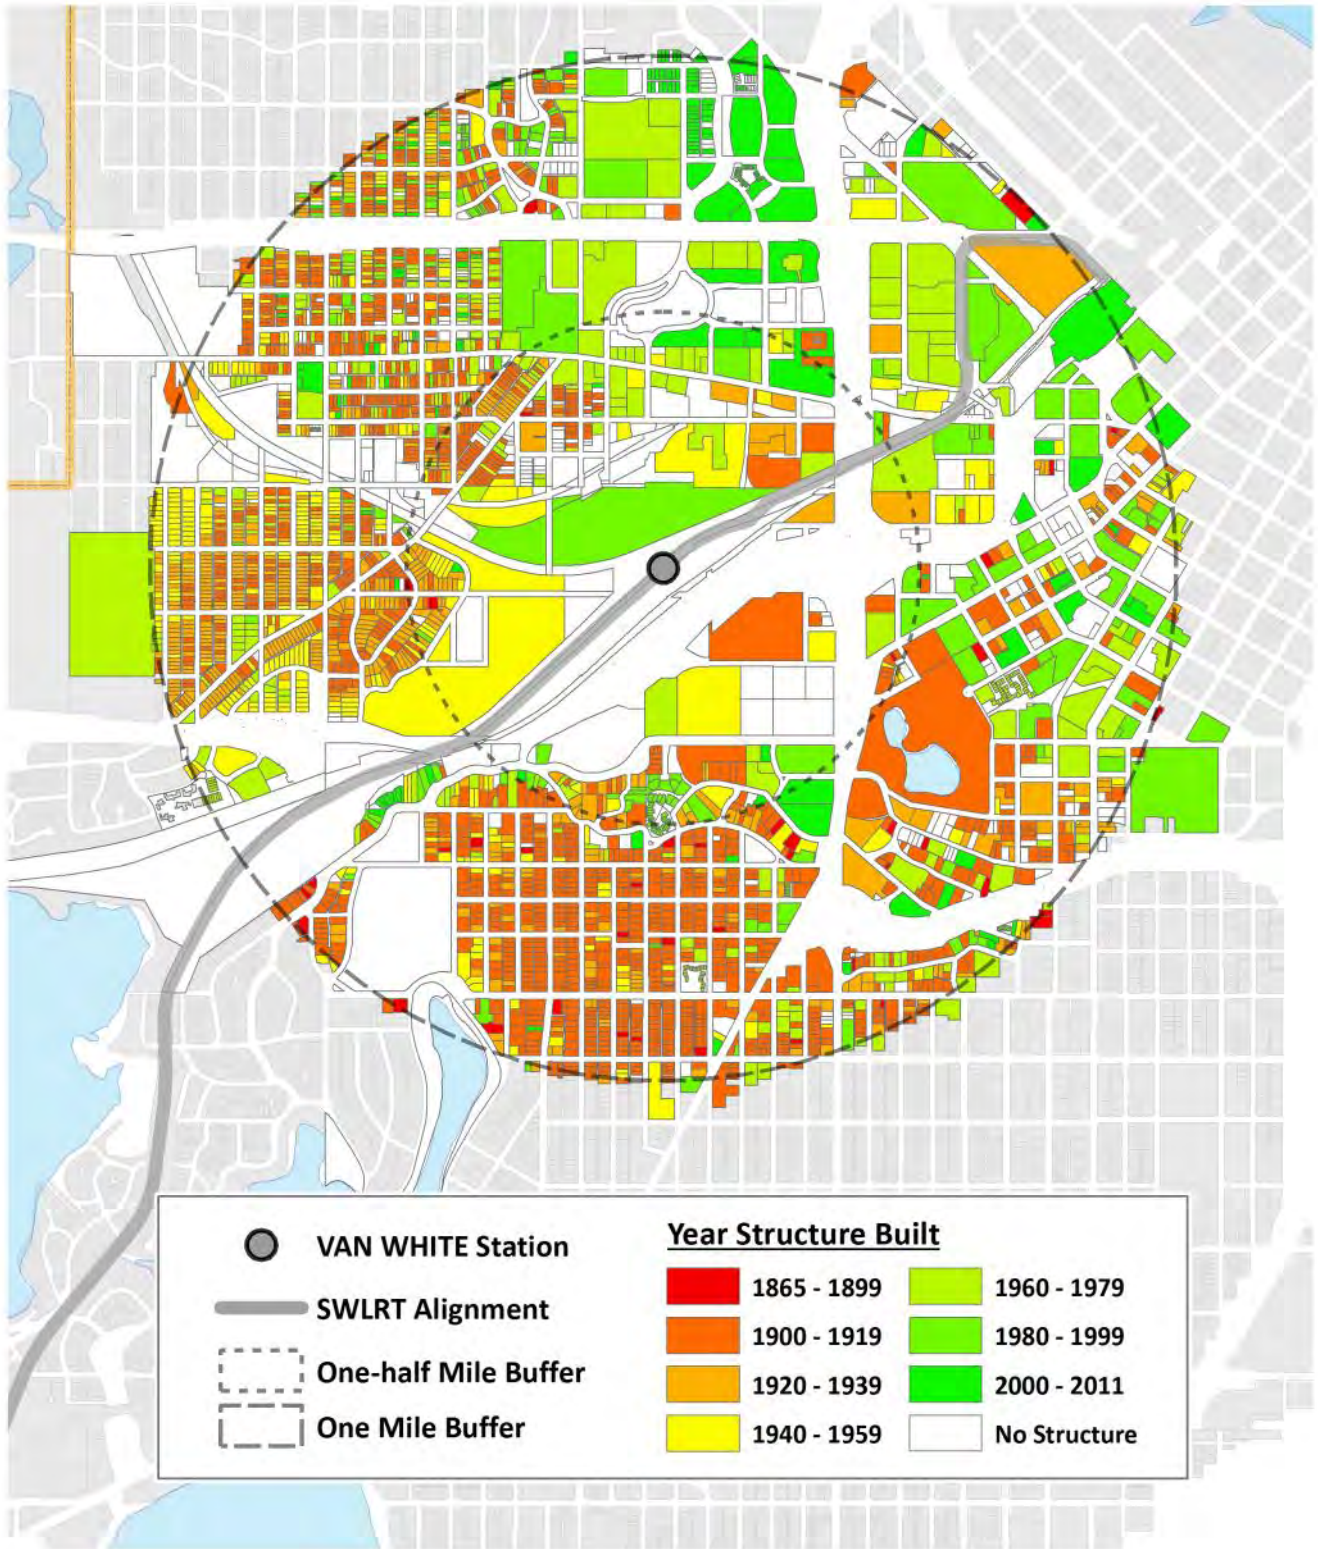 VAN WHITE Station
SWLRT Alignment
One-half Mile Buffer
One Mile Buffer
Year Structure Built
1865 - 1899
1900 - 1919
1920 - 1939
1940 - 1959
1960 - 1979
1980 - 1999
2000 - 2011
No Structure